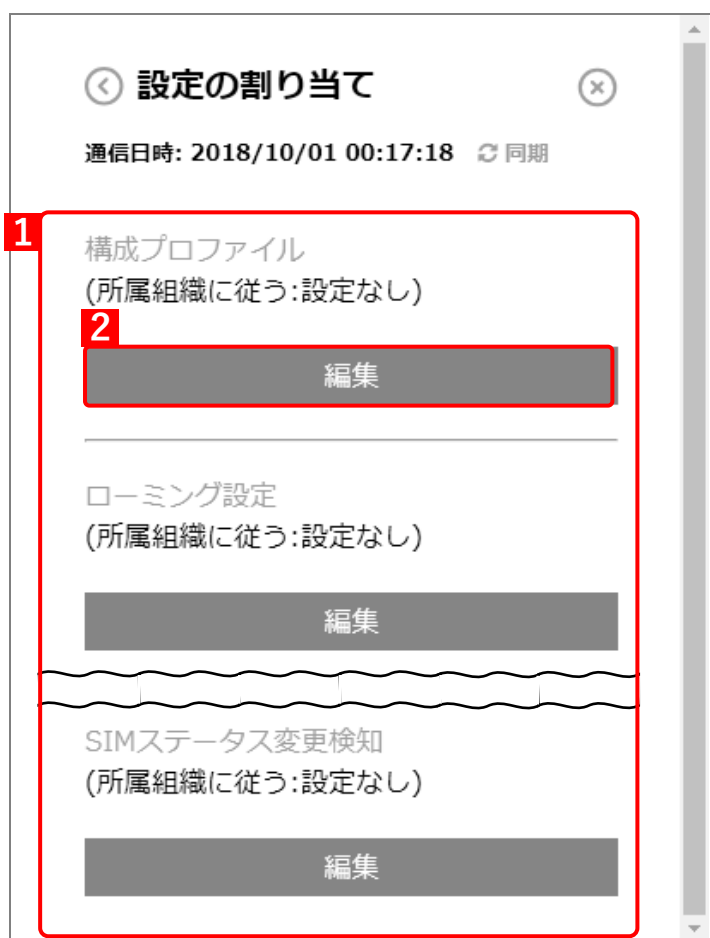 設定の割り当て
通信日時: 2018/10/01 00:17:18 同期
1
構成プロファイル
(所属組織に従う:設定なし)
2
編集
ローミング設定
(所属組織に従う:設定なし)
編集
SIMステータス変更検知
(所属組織に従う:設定なし)
編集